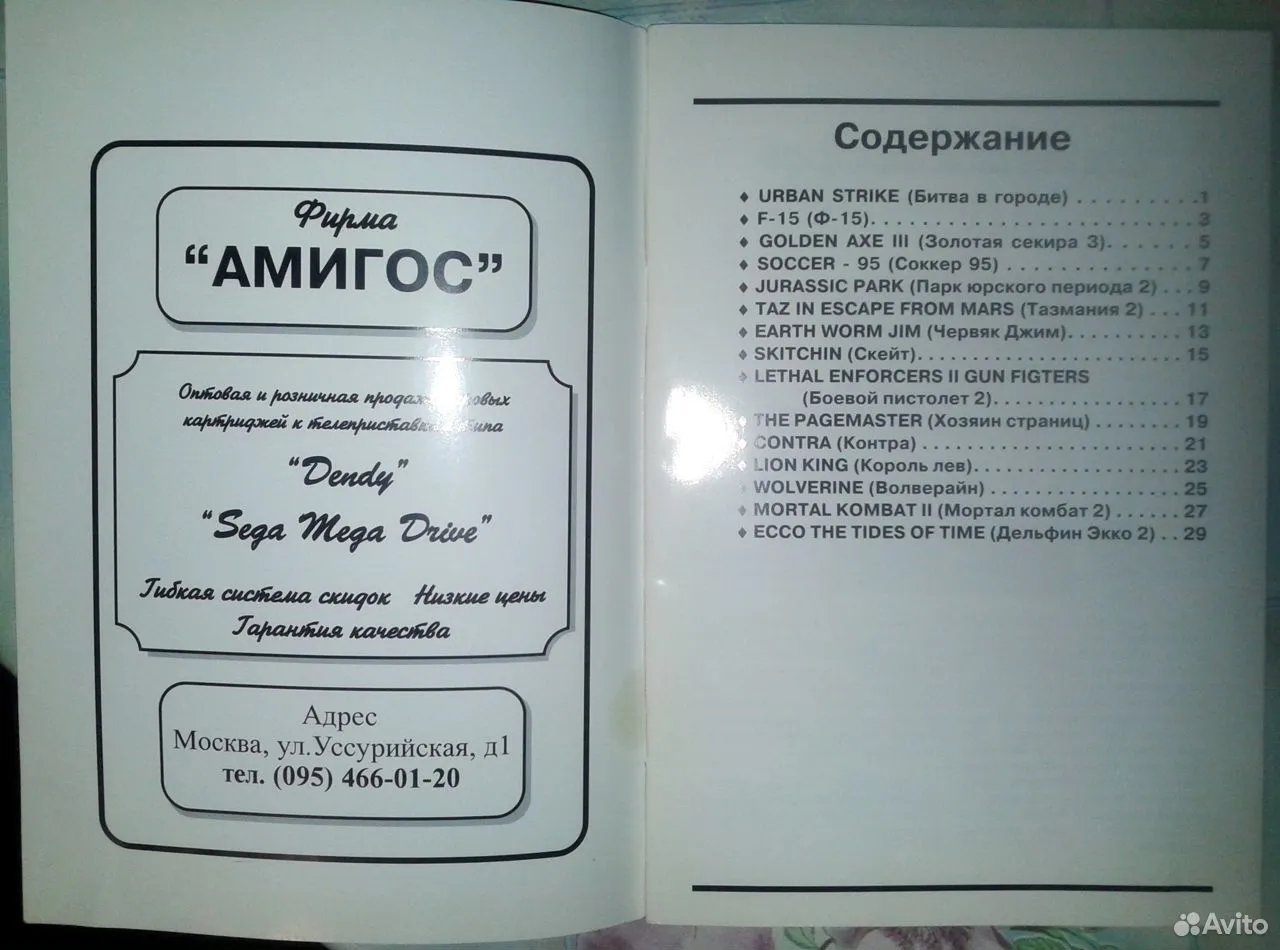 Фирма
“АМИГОС”
Оптовая и розничная
картриджей к
“Dendy”
“Sega Mega Drive”
Гибкая система скидок Низкие цены
Гарантия качества
Адрес
Москва, ул.Уссурийская, д1
тел. (095) 466-01-20
Содержание
♦ URBAN STRIKE (Битва в городе) . . . . . . . . . .1
♦ F-15 (Ф-15). . . . . . . . . . . . . . . . . . . . . . . . . . . . 3
♦ GOLDEN AXE III (Золотая секира 3). . . . . . . 5
♦ SOCCER - 95 (Соккер 95) . . . . . . . . . . . . . . . . 7
♦ JURASSIC PARK (Парк юрского периода 2) . . . 9
♦ TAZ IN ESCAPE FROM MARS (Тазмания 2) . . . 11
♦ EARTH WORM JIM (Червяк Джим). . . . . . . . . . 13
♦ SKITCHIN (Скейт). . . . . . . . . . . . . . . . . . . . . . . 15
♦ LETHAL ENFORCERS II GUN FIGTERS
(Боевой пистолет 2). . . . . . . . . . . . . . . . 17
THE PAGEMASTER (Хозяин страниц) . . . . . . . 19
CONTRA (Контра) . . . . . . . . . . . . . . . . . . . . . . 21
LION KING (Король лев). . . . . . . . . . . . . . . . . . 23
WOLVERINE (Волверайн) . . . . . . . . . . . . . . . . . 25
♦ MORTAL KOMBAT II (Мортал комбат 2) . . . . . . 27
♦ ECCO THE TIDES OF TIME (Дельфин Экко 2) . . 29
Avito